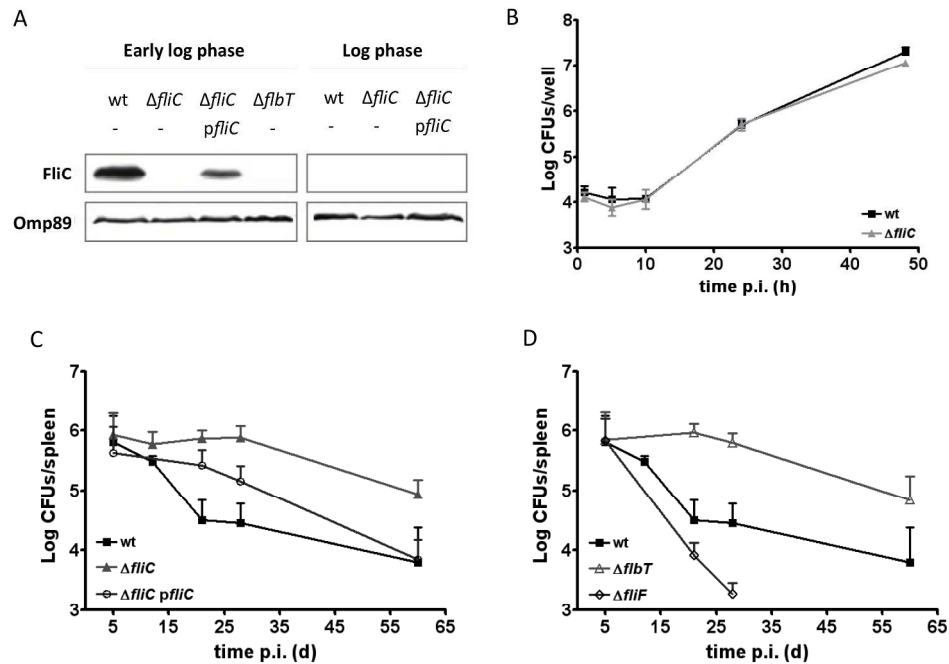 A
Early log phase
Log phase
wt ΔfliC ΔfliC ΔflbT wt ΔfliC ΔfliC
- - pfliC - - - pfliC
FliC
Omp89
B
Log CFUs/well
7
6
5
4
3
0 10 20 30 40 50
time p.i. (h)
wt
ΔfliC
C
Log CFUs/spleen
7
6
5
4
3
5 15 25 35 45 55 65
time p.i. (d)
wt
ΔfliC
ΔfliC pfliC
D
Log CFUs/spleen
7
6
5
4
3
5 15 25 35 45 55 65
time p.i. (d)
wt
ΔflbT
ΔfliF